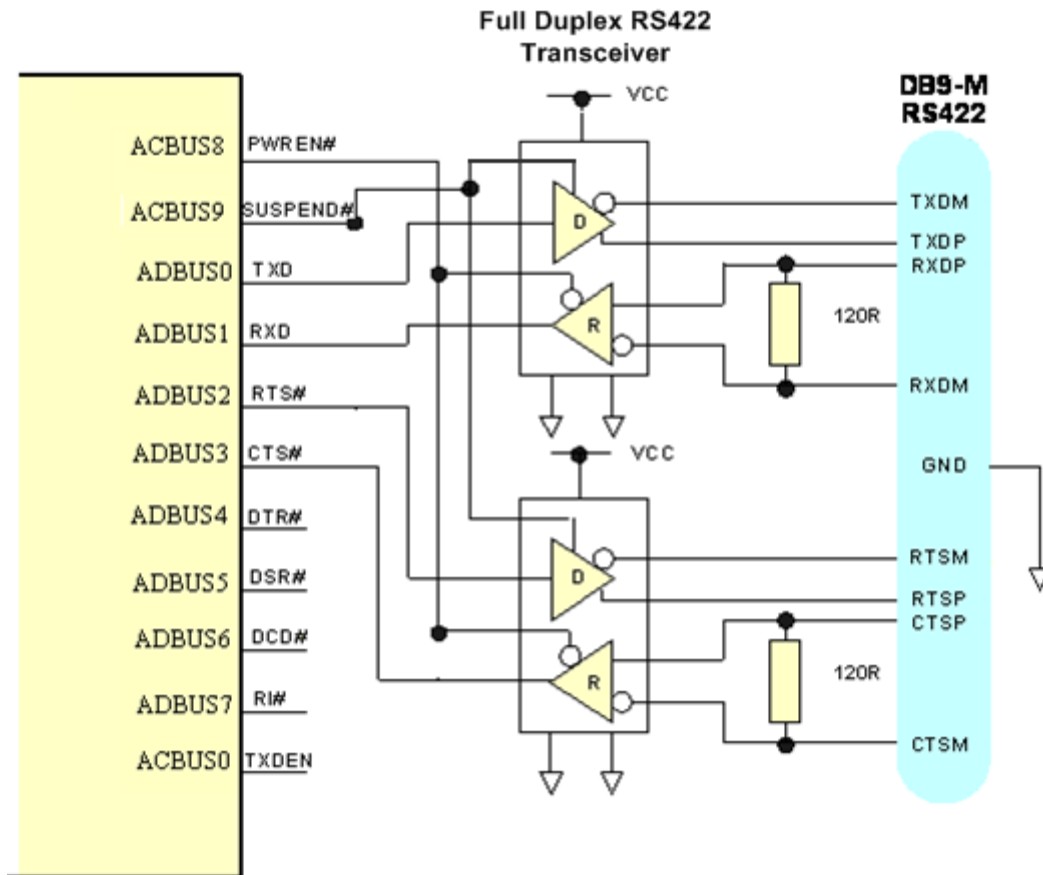 Full Duplex RS422
Transceiver
DB9-M
RS422
VCC
ACBUS8 PWREN#
ACBUS9 SUSPEND#
ADBUS0 TXD
ADBUS1 RXD
ADBUS2 RTS#
ADBUS3 CTS#
ADBUS4 DTR#
ADBUS5 DSR#
ADBUS6 DCD#
ADBUS7 RI#
ACBUS0 TXDEN
D
R
TXDM
TXDP
RXDP
120R
RXDM
VCC
GND
D
R
RTSM
RTSP
CTSP
120R
CTSM